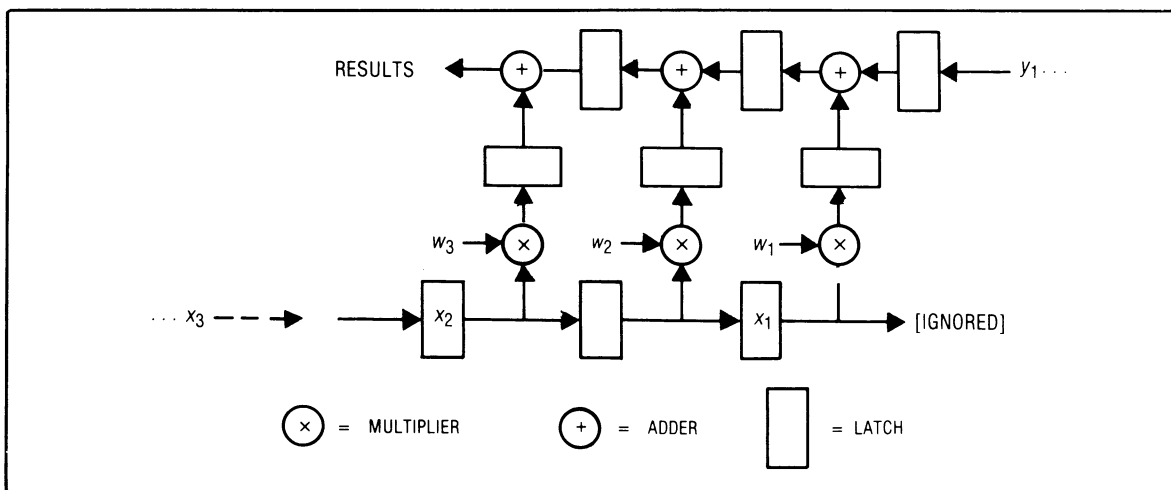 RESULTS
+
+
+
y₁ ...
w₃
×
w₂
×
w₁
×
... x₃
x₂
x₁
[IGNORED]
× = MULTIPLIER
+ = ADDER
= LATCH